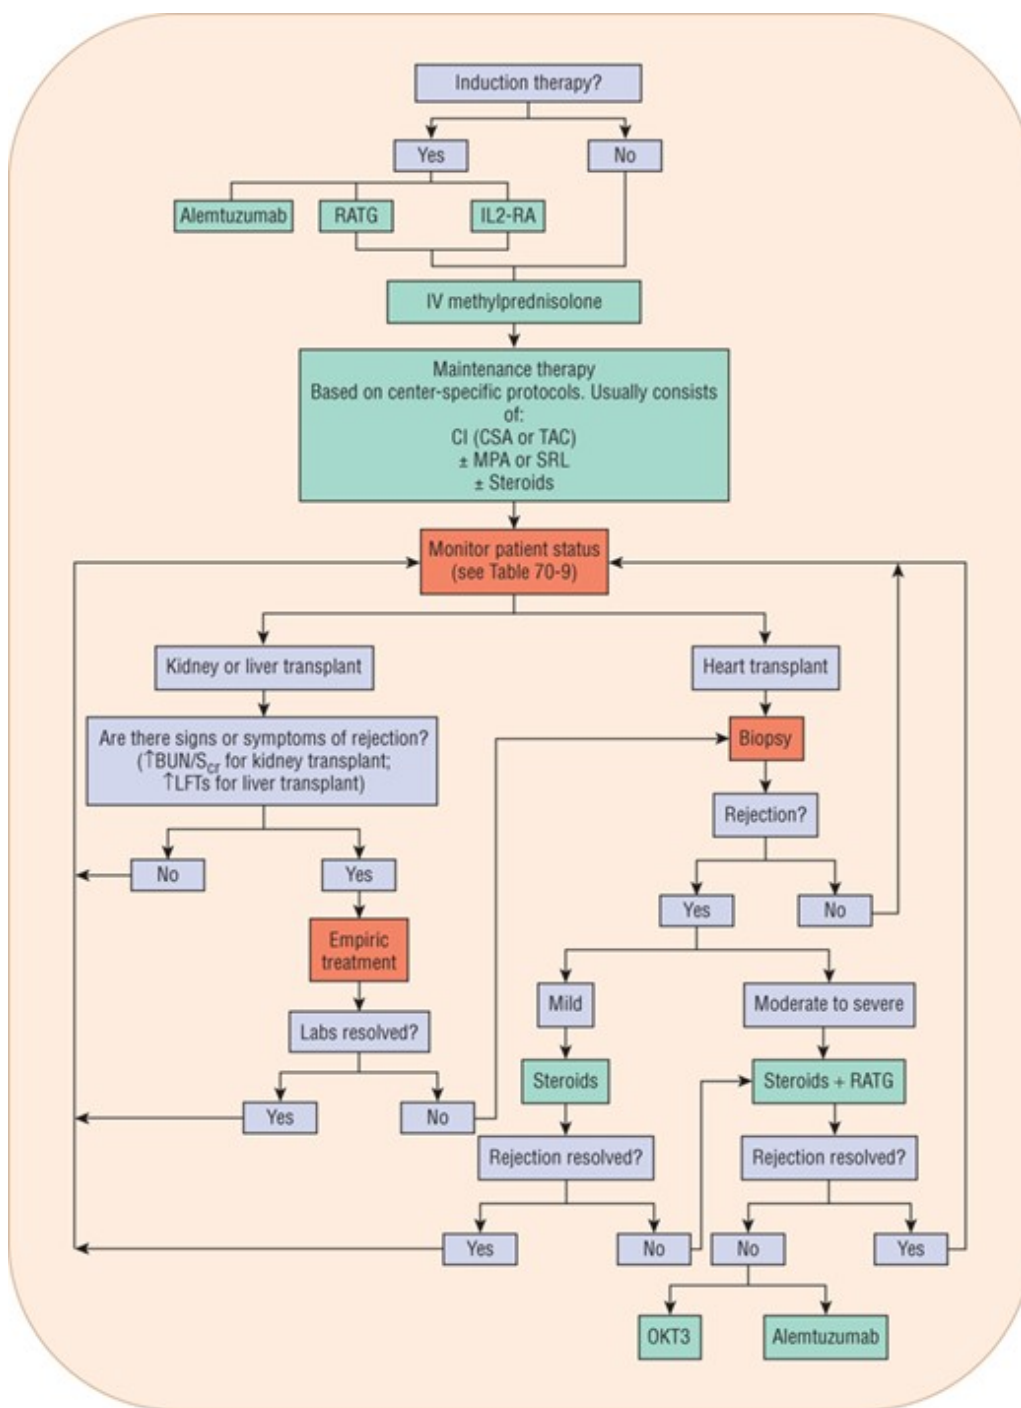 Induction therapy?
Yes
No
Alemtuzumab
RATG
IL2-RA
IV methylprednisolone
Maintenance therapy
Based on center-specific protocols. Usually consists
of:
CI (CSA or TAC)
± MPA or SRL
± Steroids
Monitor patient status
(see Table 70-9)
Kidney or liver transplant
Heart transplant
Are there signs or symptoms of rejection?
(↑BUN/Scr for kidney transplant;
↑LFTs for liver transplant)
Biopsy
Rejection?
No
Yes
Yes
No
Empiric
treatment
Mild
Moderate to severe
Labs resolved?
Steroids
Steroids + RATG
Yes
No
Rejection resolved?
Rejection resolved?
Yes
No
No
Yes
OKT3
Alemtuzumab